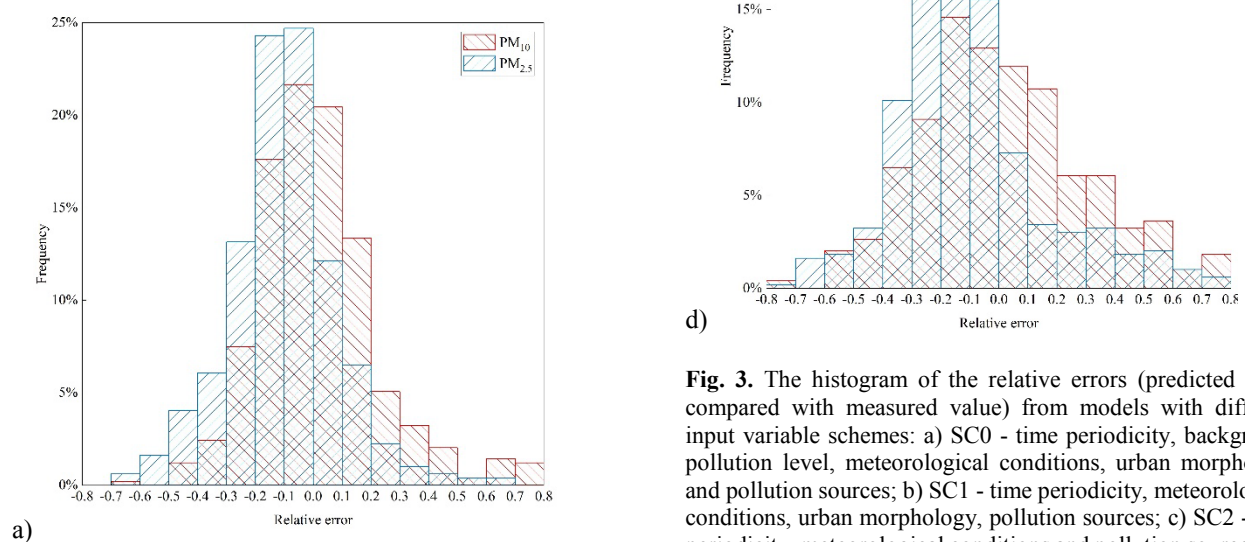 25%
20%
15%
10%
5%
0%
Frequency
PM10
PM2.5
-0.8 -0.7 -0.6 -0.5 -0.4 -0.3 -0.2 -0.1 0.0 0.1 0.2 0.3 0.4 0.5 0.6 0.7 0.8
Relative error
a)
15%
10%
5%
0%
Frequency
-0.8 -0.7 -0.6 -0.5 -0.4 -0.3 -0.2 -0.1 0.0 0.1 0.2 0.3 0.4 0.5 0.6 0.7 0.8
Relative error
d)
Fig. 3. The histogram of the relative errors (predicted
compared with measured value) from models with diff
input variable schemes: a) SC0 - time periodicity, backgr
pollution level, meteorological conditions, urban morph
and pollution sources; b) SC1 - time periodicity, meteorolo
conditions, urban morphology, pollution sources; c) SC2 -